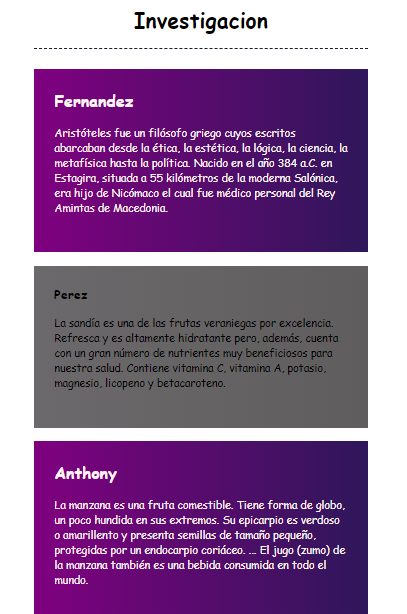 Investigacion
Fernandez
Aristóteles fue un filósofo griego cuyos escritos
abarcaban desde la ética, la estética, la lógica, la ciencia, la
metafísica hasta la política. Nacido en el año 384 a.C. en
Estagira, situada a 55 kilómetros de la moderna Salónica,
era hijo de Nicómaco el cual fue médico personal del Rey
Amintas de Macedonia.
Perez
La sandía es una de las frutas veraniegas por excelencia.
Refresca y es altamente hidratante pero, además, cuenta
con un gran número de nutrientes muy beneficiosos para
nuestra salud. Contiene vitamina C, vitamina A, potasio,
magnesio, licopeno y betacaroteno.
Anthony
La manzana es una fruta comestible. Tiene forma de globo,
un poco hundida en sus extremos. Su epicarpio es verdoso
o amarillento y presenta semillas de tamaño pequeño,
protegidas por un endocarpio coriáceo. ... El jugo (zumo) de
la manzana también es una bebida consumida en todo el
mundo.